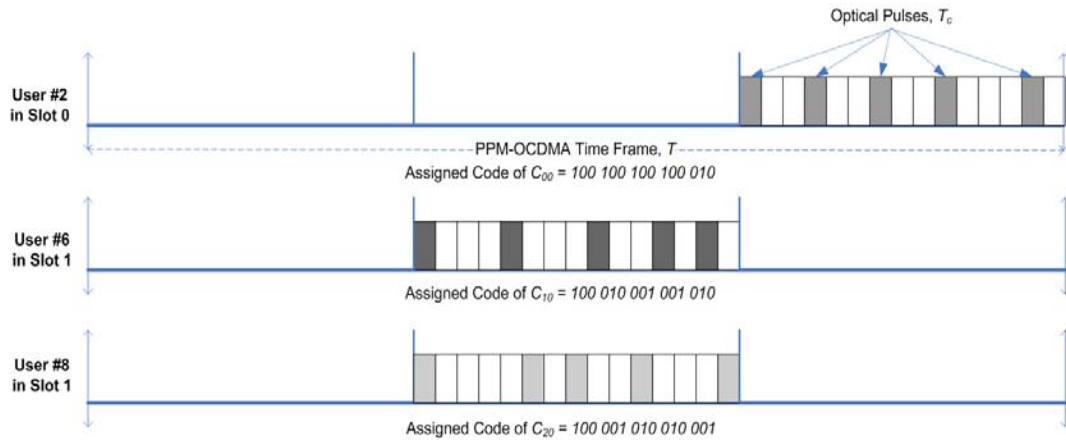 Optical Pulses, Tc
User #2
in Slot 0
PPM-OCDMA Time Frame, T
Assigned Code of C00 = 100 100 100 100 010
User #6
in Slot 1
Assigned Code of C10 = 100 010 001 001 010
User #8
in Slot 1
Assigned Code of C20 = 100 001 010 010 001